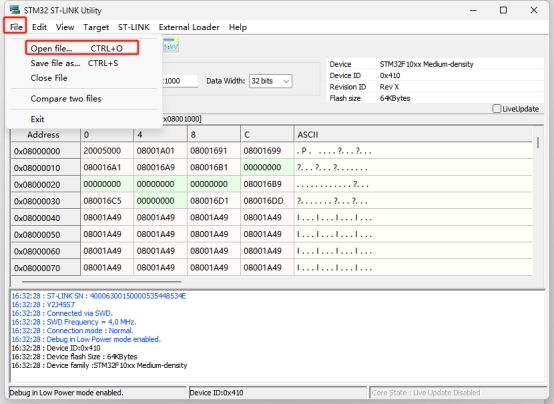 STM32 ST-LINK Utility
File Edit View Target ST-LINK External Loader Help
Open file... CTRL+O
Save file as... CTRL+S
Close File
Compare two files
Exit
:1000 Data Width: 32 bits
Device STM32F10xx Medium-density
Device ID 0x410
Revision ID Rev X
Flash size 64KBytes
LiveUpdate
x08001000]
Address 0 4 8 C ASCII
0x08000000 20005000 08001A01 08001691 08001699 .P. ....?...?...
0x08000010 080016A1 080016A9 080016B1 00000000 ?...?...?.......
0x08000020 00000000 00000000 00000000 080016B9 ............?...
0x08000030 080016C5 00000000 080016D1 080016DD ?.......?...?...
0x08000040 08001A49 08001A49 08001A49 08001A49 I...I...I...I...
0x08000050 08001A49 08001A49 08001A49 08001A49 I...I...I...I...
0x08000060 08001A49 08001A49 08001A49 08001A49 I...I...I...I...
0x08000070 08001A49 08001A49 08001A49 08001A49 I...I...I...I...
16:32:28 : ST-LINK SN : 40006300150000535448534E
16:32:28 : V2J45S7
16:32:28 : Connected via SWD.
16:32:28 : SWD Frequency = 4,0 MHz.
16:32:28 : Connection mode : Normal.
16:32:28 : Debug in Low Power mode enabled.
16:32:28 : Device ID:0x410
16:32:28 : Device flash Size : 64KBytes
16:32:28 : Device family :STM32F10xx Medium-density
Debug in Low Power mode enabled. Device ID:0x410 Core State : Live Update Disabled